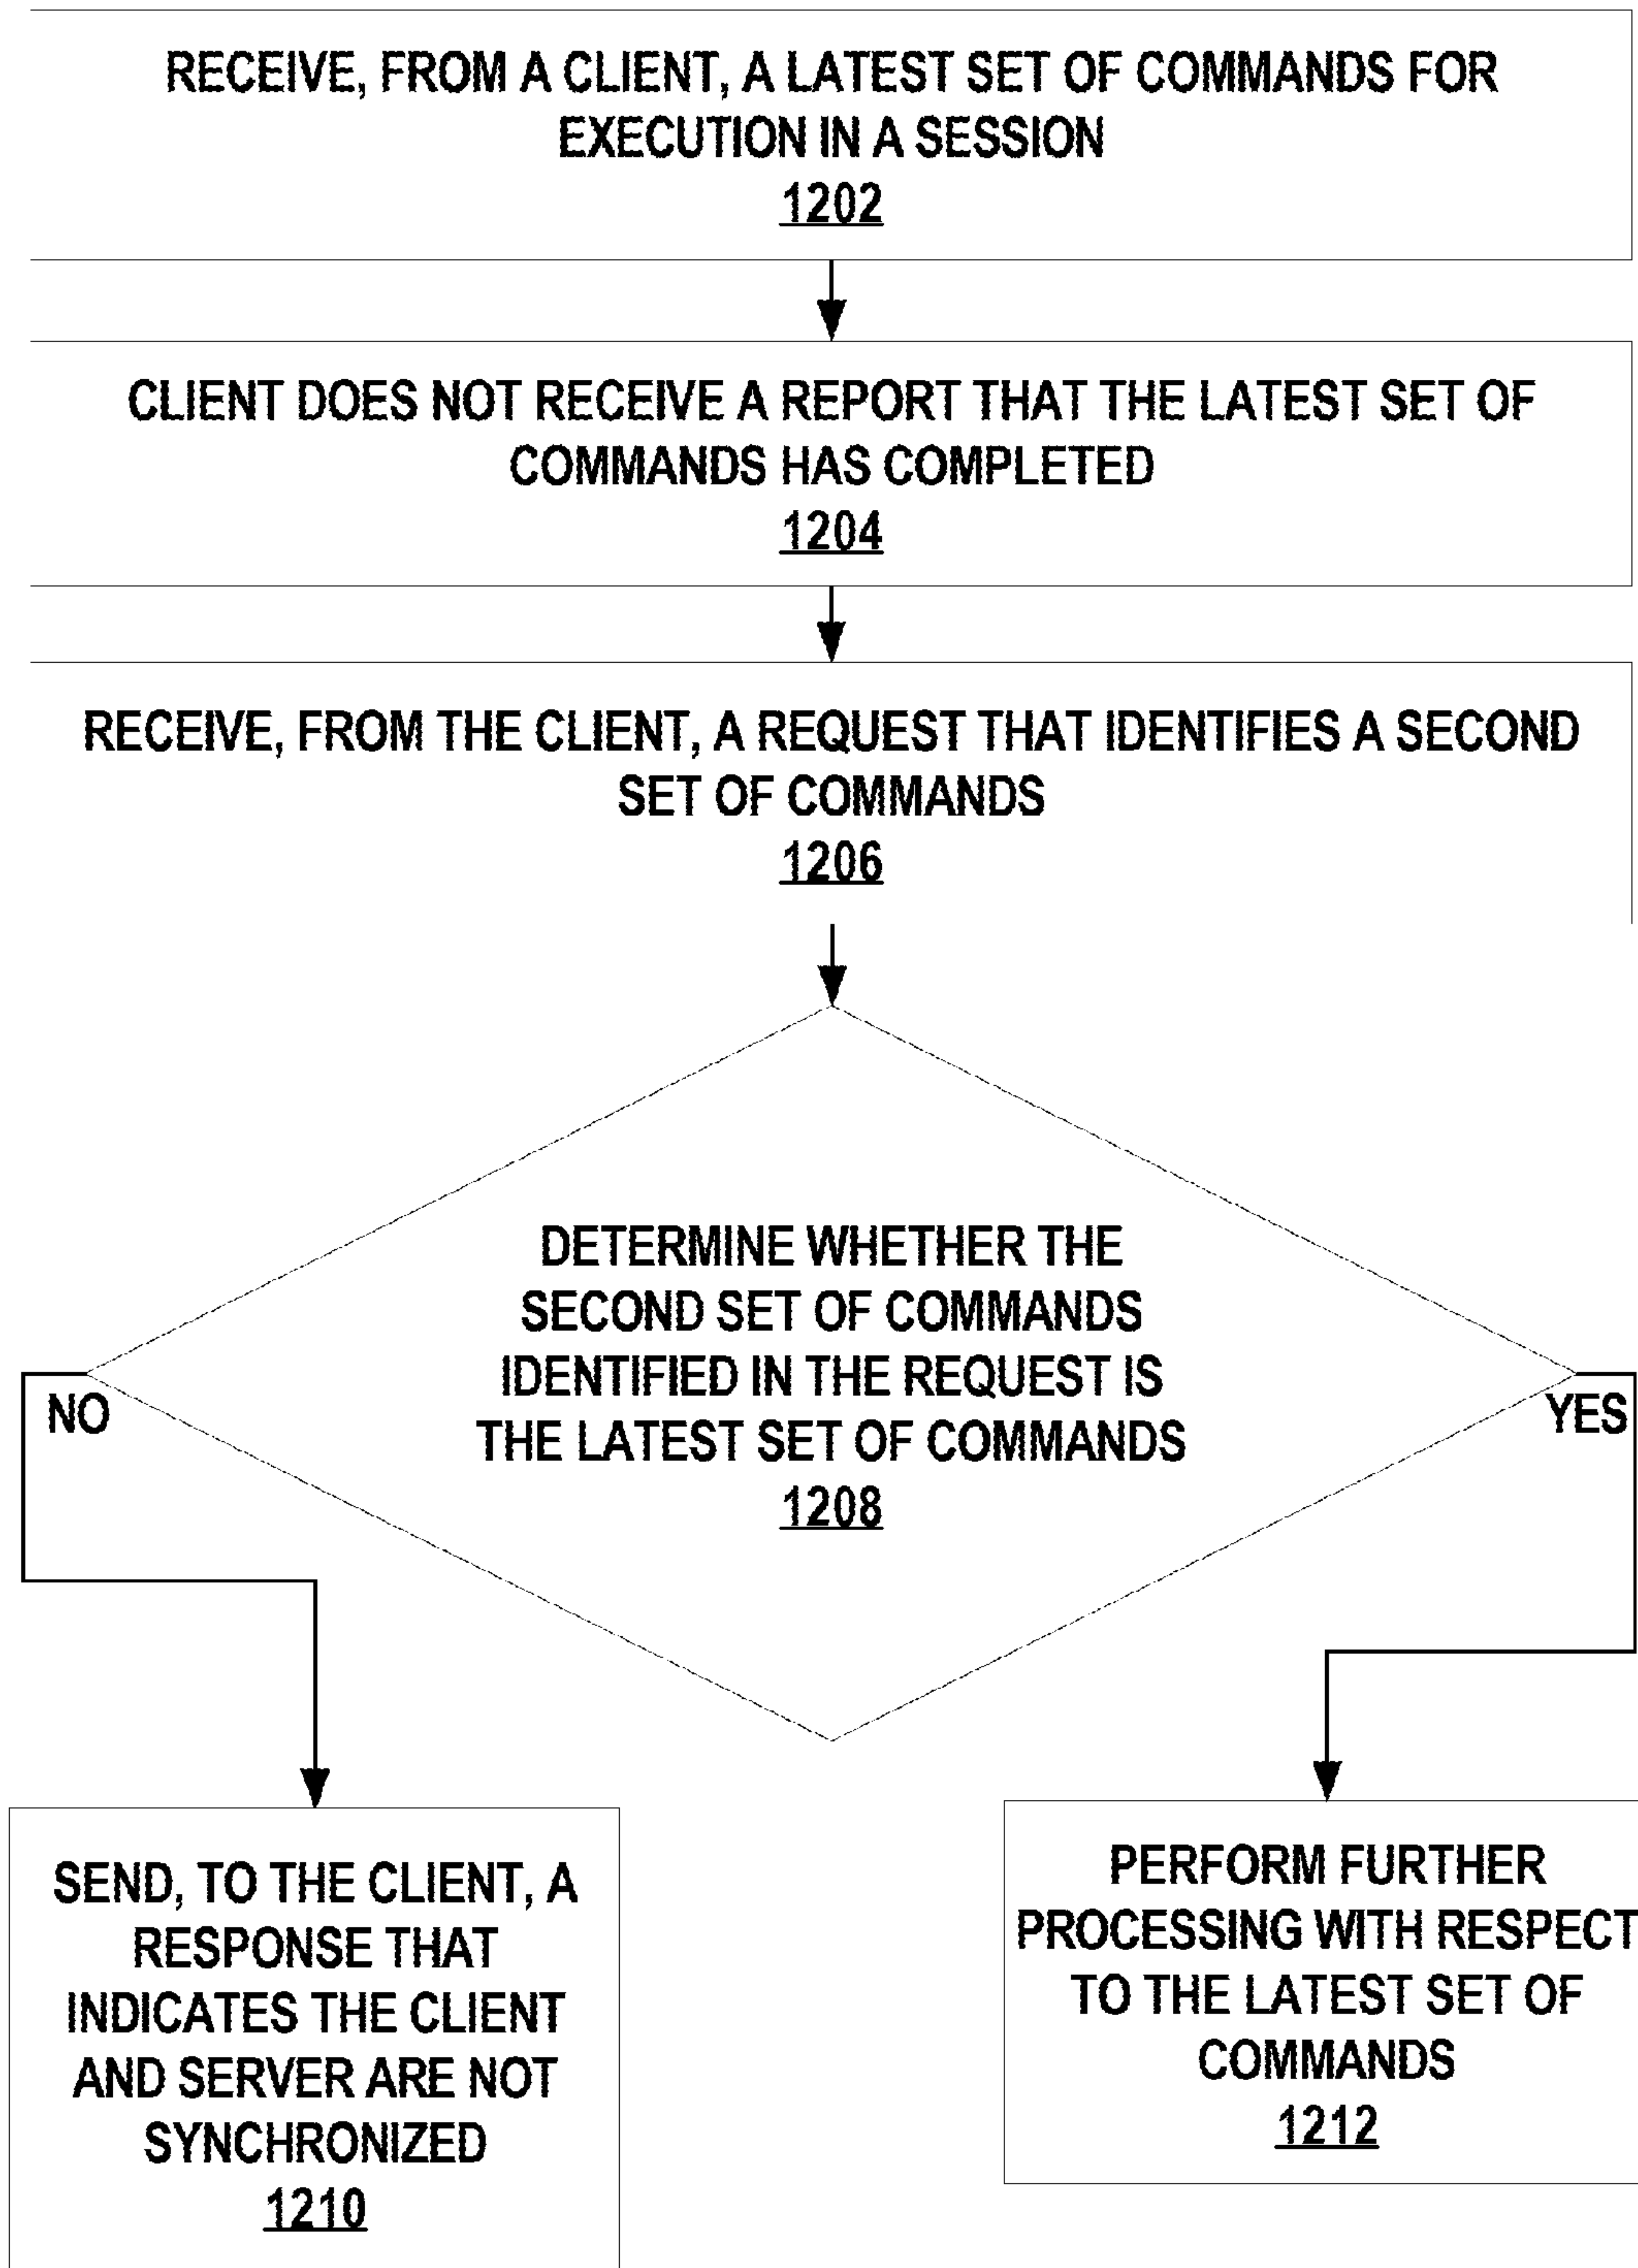 RECEIVE, FROM A CLIENT, A LATEST SET OF COMMANDS FOR
EXECUTION IN A SESSION
1202
CLIENT DOES NOT RECEIVE A REPORT THAT THE LATEST SET OF
COMMANDS HAS COMPLETED
1204
RECEIVE, FROM THE CLIENT, A REQUEST THAT IDENTIFIES A SECOND
SET OF COMMANDS
1206
DETERMINE WHETHER THE
SECOND SET OF COMMANDS
IDENTIFIED IN THE REQUEST IS
THE LATEST SET OF COMMANDS
1208
NO
YES
SEND, TO THE CLIENT, A
RESPONSE THAT
INDICATES THE CLIENT
AND SERVER ARE NOT
SYNCHRONIZED
1210
PERFORM FURTHER
PROCESSING WITH RESPECT
TO THE LATEST SET OF
COMMANDS
1212